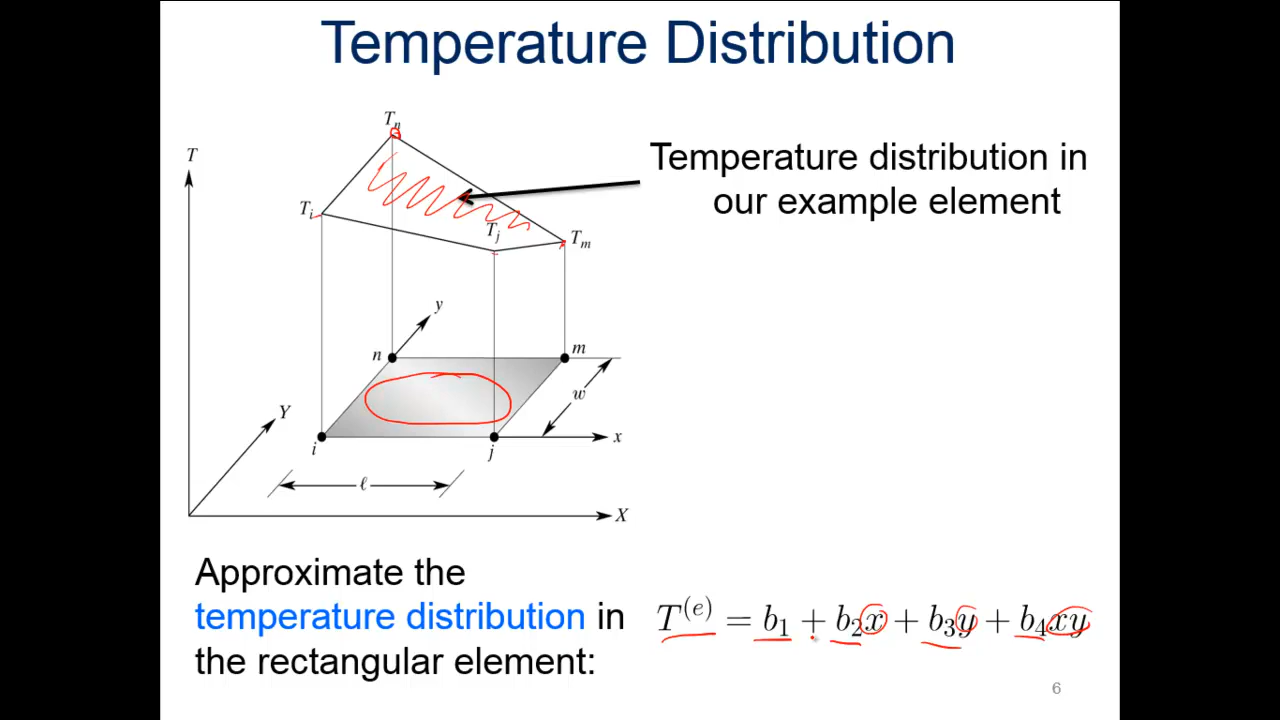 Temperature Distribution
Tn
T
Temperature distribution in
our example element
Ti
Tj
Tm
y
n
m
w
Y
i
j
x
ℓ
X
Approximate the
temperature distribution in
the rectangular element:
T^(e) = b₁ + b₂x + b₃y + b₄xy
6